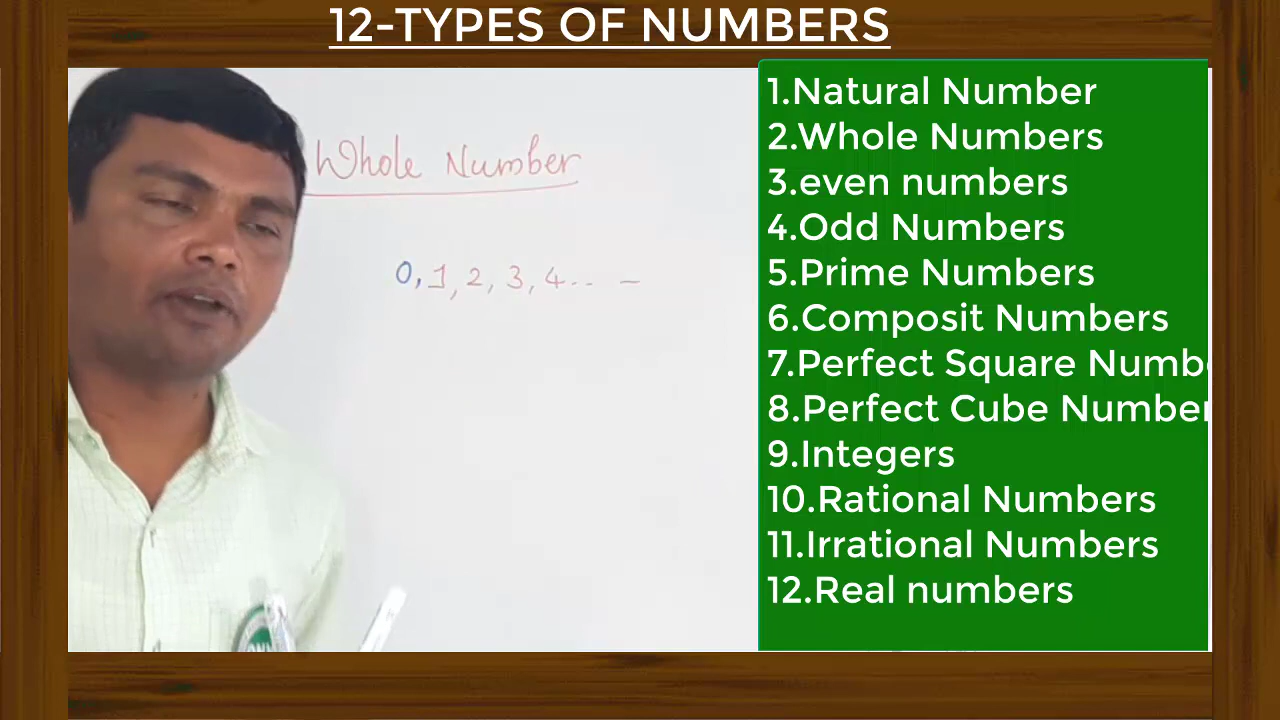 12-TYPES OF NUMBERS
Whole Number
0, 1, 2, 3, 4.. –
1.Natural Number
2.Whole Numbers
3.even numbers
4.Odd Numbers
5.Prime Numbers
6.Composit Numbers
7.Perfect Square Numb
8.Perfect Cube Number
9.Integers
10.Rational Numbers
11.Irrational Numbers
12.Real numbers